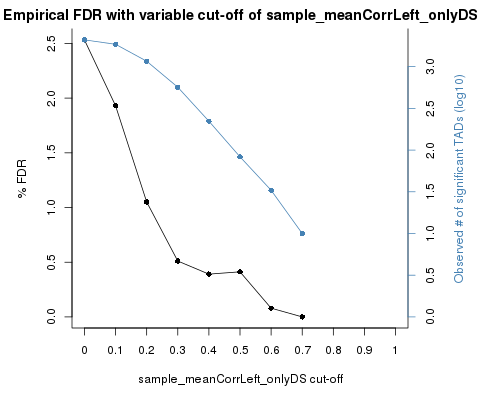 Empirical FDR with variable cut-off of sample_meanCorrLeft_onlyDS
% FDR
2.5
2.0
1.5
1.0
0.5
0.0
3.0
2.5
2.0
1.5
1.0
0.5
0.0
Observed # of significant TADs (log10)
0 0.1 0.2 0.3 0.4 0.5 0.6 0.7 0.8 0.9 1
sample_meanCorrLeft_onlyDS cut-off